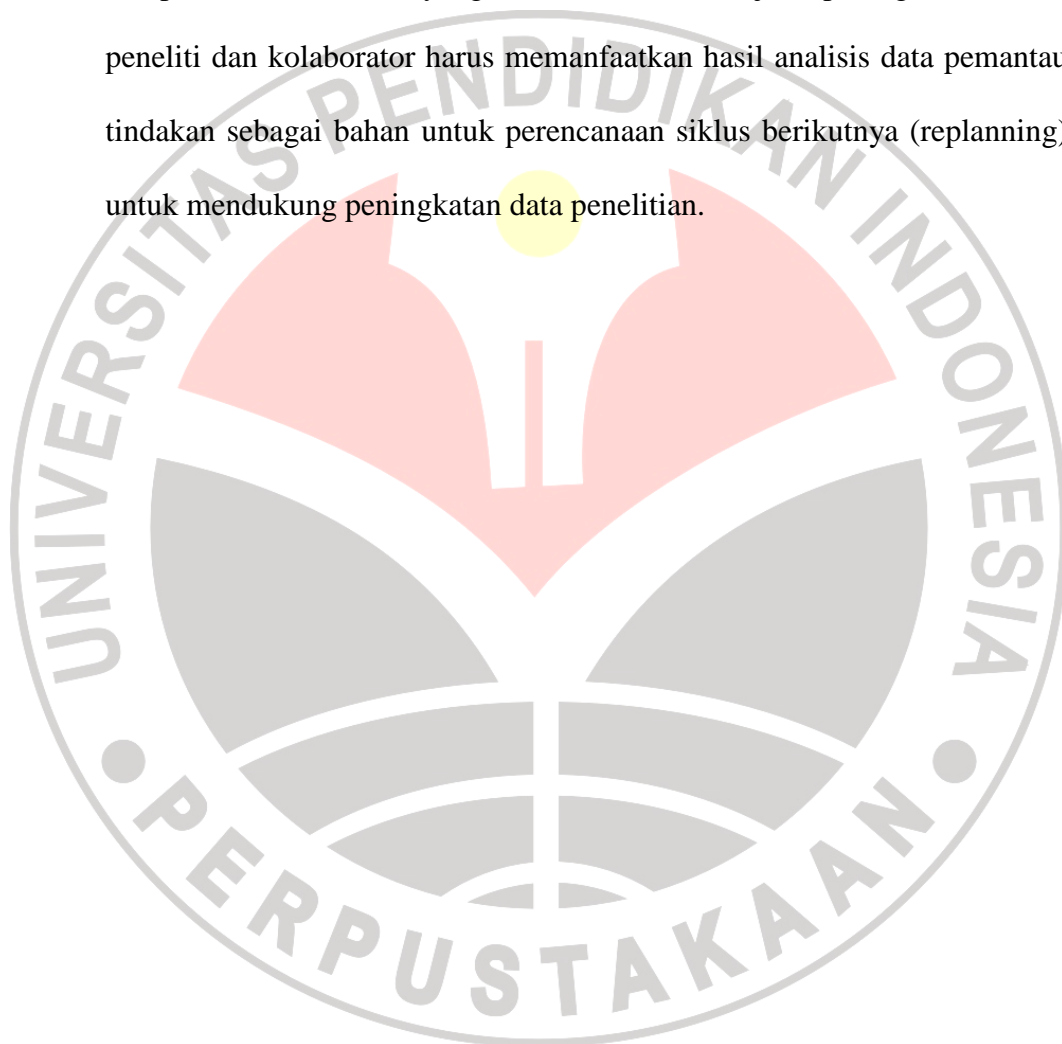 peneliti dan kolaborator harus memanfaatkan hasil analisis data pemantau
tindakan sebagai bahan untuk perencanaan siklus berikutnya (replanning)
untuk mendukung peningkatan data penelitian.
UNIVERSITAS PENDIDIKAN INDONESIA
PERPUSTAKAAN